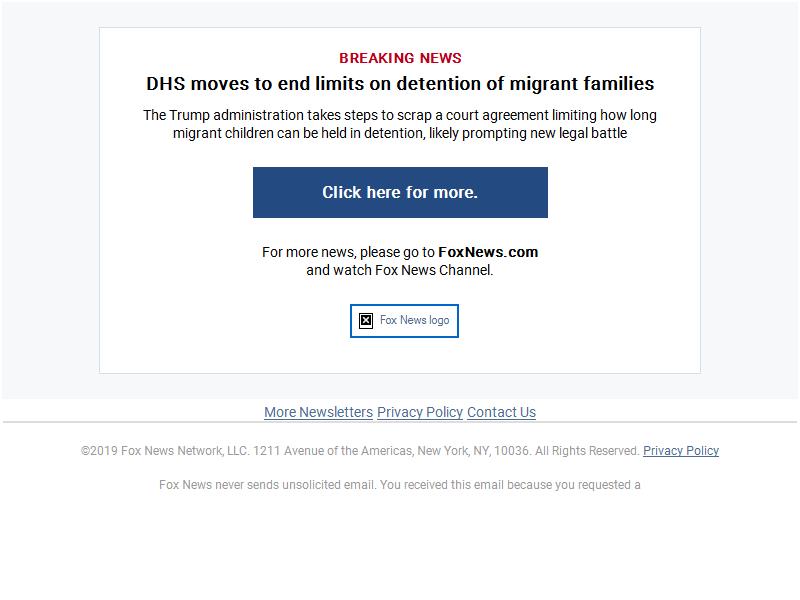 BREAKING NEWS
DHS moves to end limits on detention of migrant families
The Trump administration takes steps to scrap a court agreement limiting how long
migrant children can be held in detention, likely prompting new legal battle
Click here for more.
For more news, please go to FoxNews.com
and watch Fox News Channel.
Fox News logo
More Newsletters Privacy Policy Contact Us
©2019 Fox News Network, LLC. 1211 Avenue of the Americas, New York, NY, 10036. All Rights Reserved. Privacy Policy
Fox News never sends unsolicited email. You received this email because you requested a